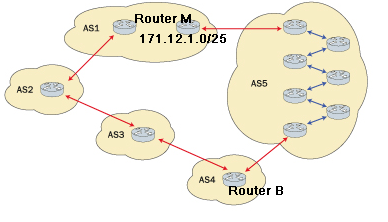 Router M
AS1
171.12.1.0/25
AS5
AS2
AS3
AS4
Router B